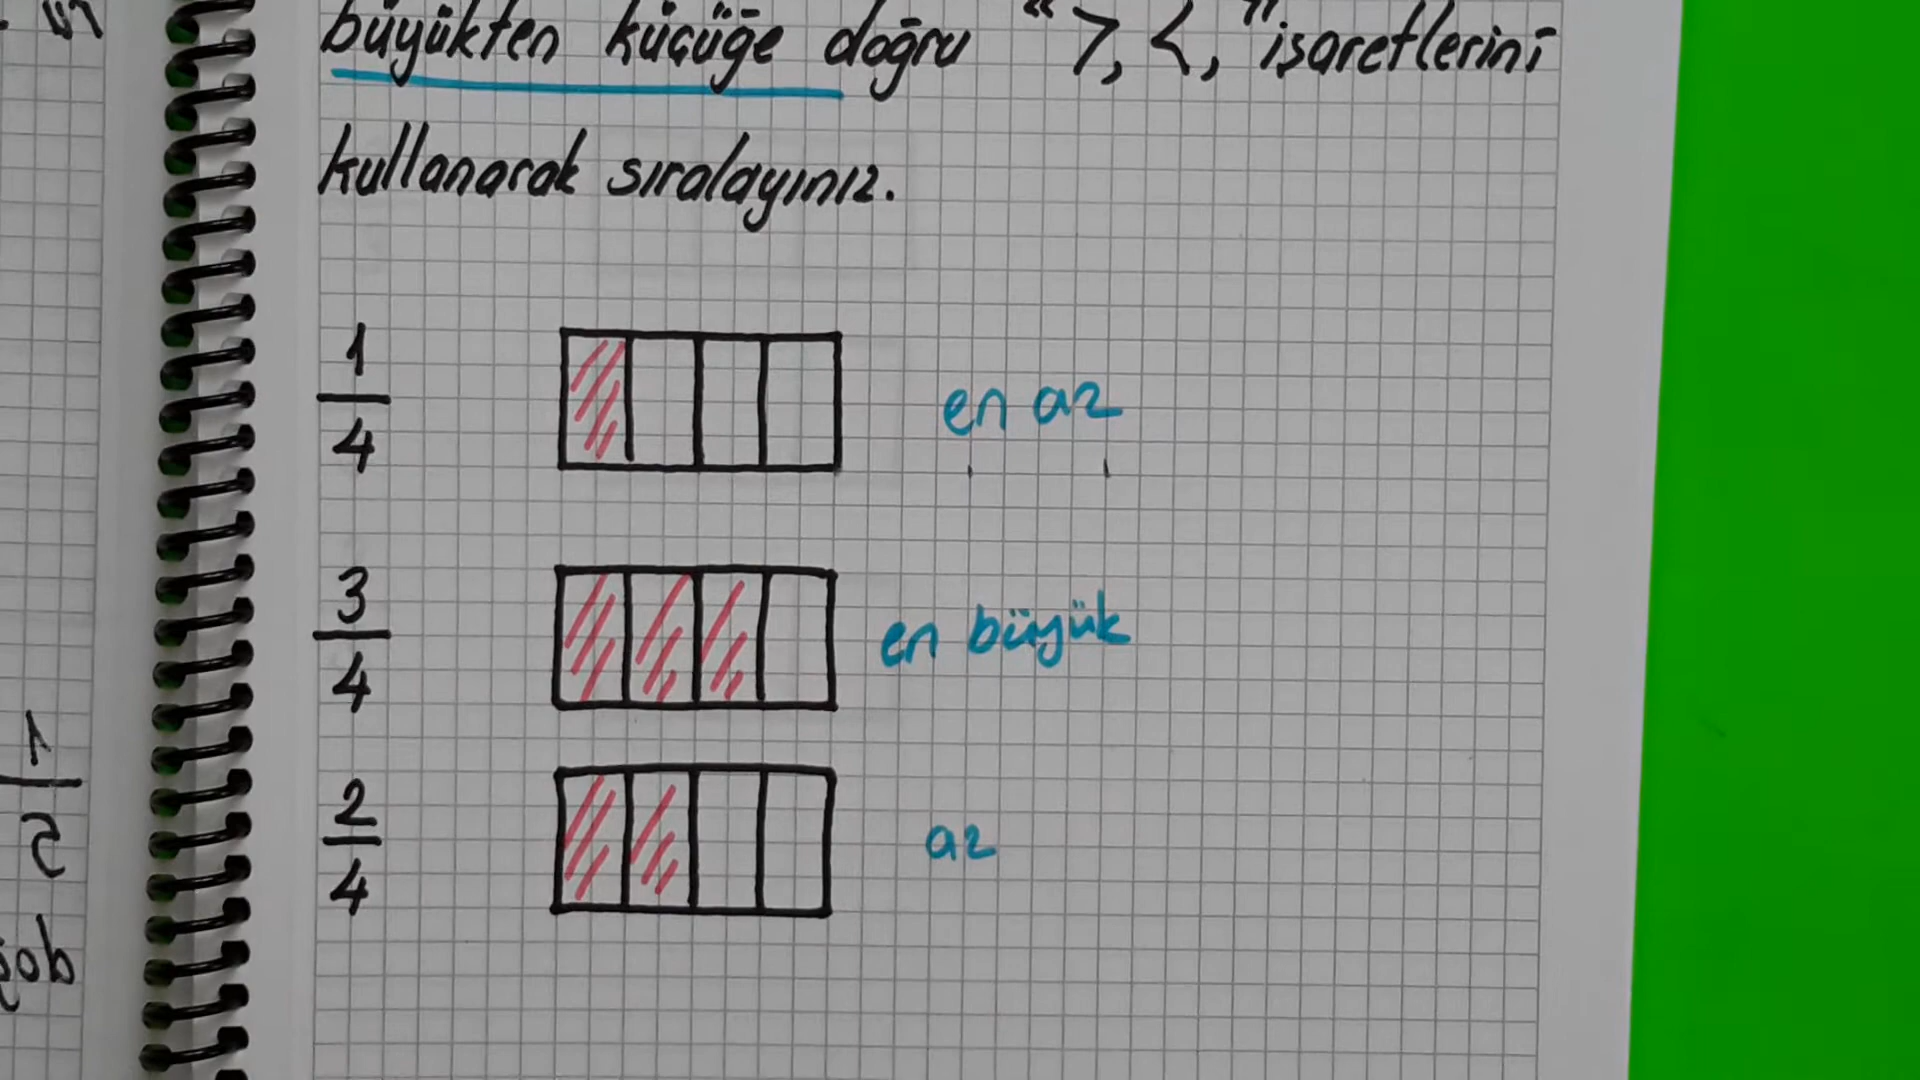 büyükten küçüğe doğru “ >, <, ” işaretlerini
kullanarak sıralayınız.
1/4 en az
3/4 en büyük
2/4 az